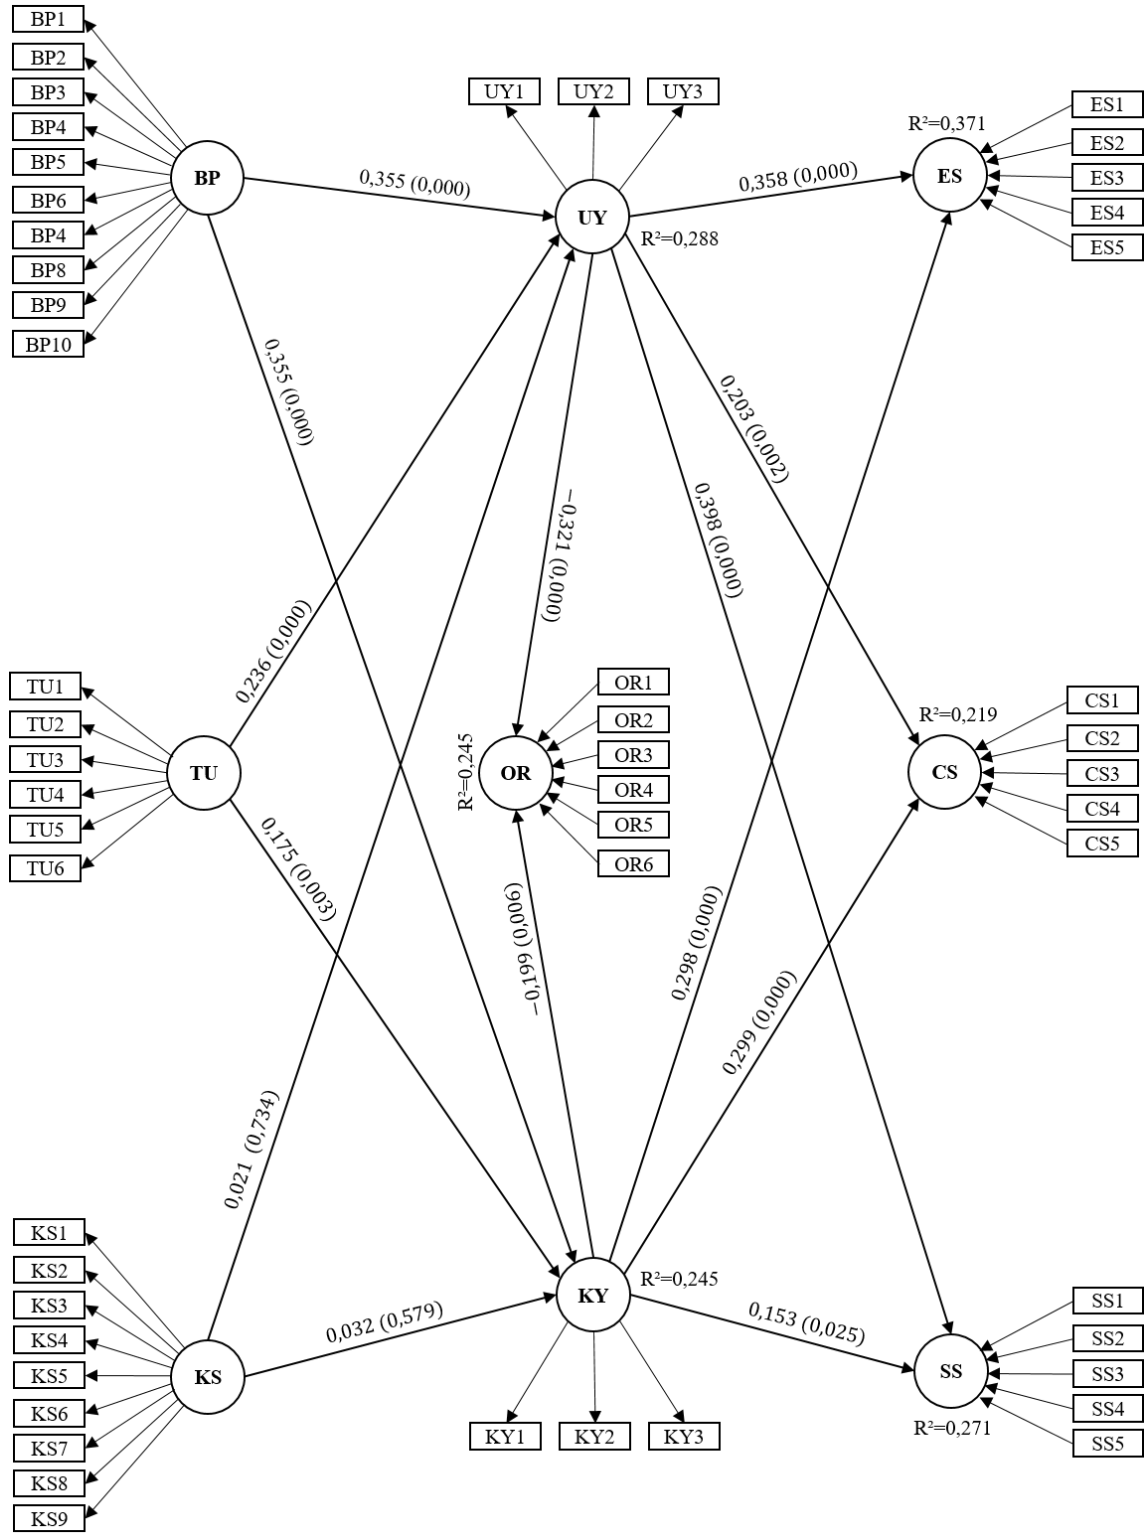 BP1
BP2
BP3
BP4
BP5
BP6
BP4
BP8
BP9
BP10
BP
0,355 (0,000)
0,355 (0,000)
UY1
UY2
UY3
UY
R²=0,288
0,358 (0,000)
R²=0,371
ES
ES1
ES2
ES3
ES4
ES5
0,203 (0,002)
0,398 (0,000)
−0,321 (0,000)
0,236 (0,000)
TU1
TU2
TU3
TU4
TU5
TU6
TU
0,175 (0,003)
R²=0,245
OR
OR1
OR2
OR3
OR4
OR5
OR6
−0,199 (0,006)
R²=0,219
CS
CS1
CS2
CS3
CS4
CS5
0,298 (0,000)
0,299 (0,000)
0,021 (0,734)
KS1
KS2
KS3
KS4
KS5
KS6
KS7
KS8
KS9
KS
0,032 (0,579)
KY
R²=0,245
KY1
KY2
KY3
0,153 (0,025)
SS
R²=0,271
SS1
SS2
SS3
SS4
SS5